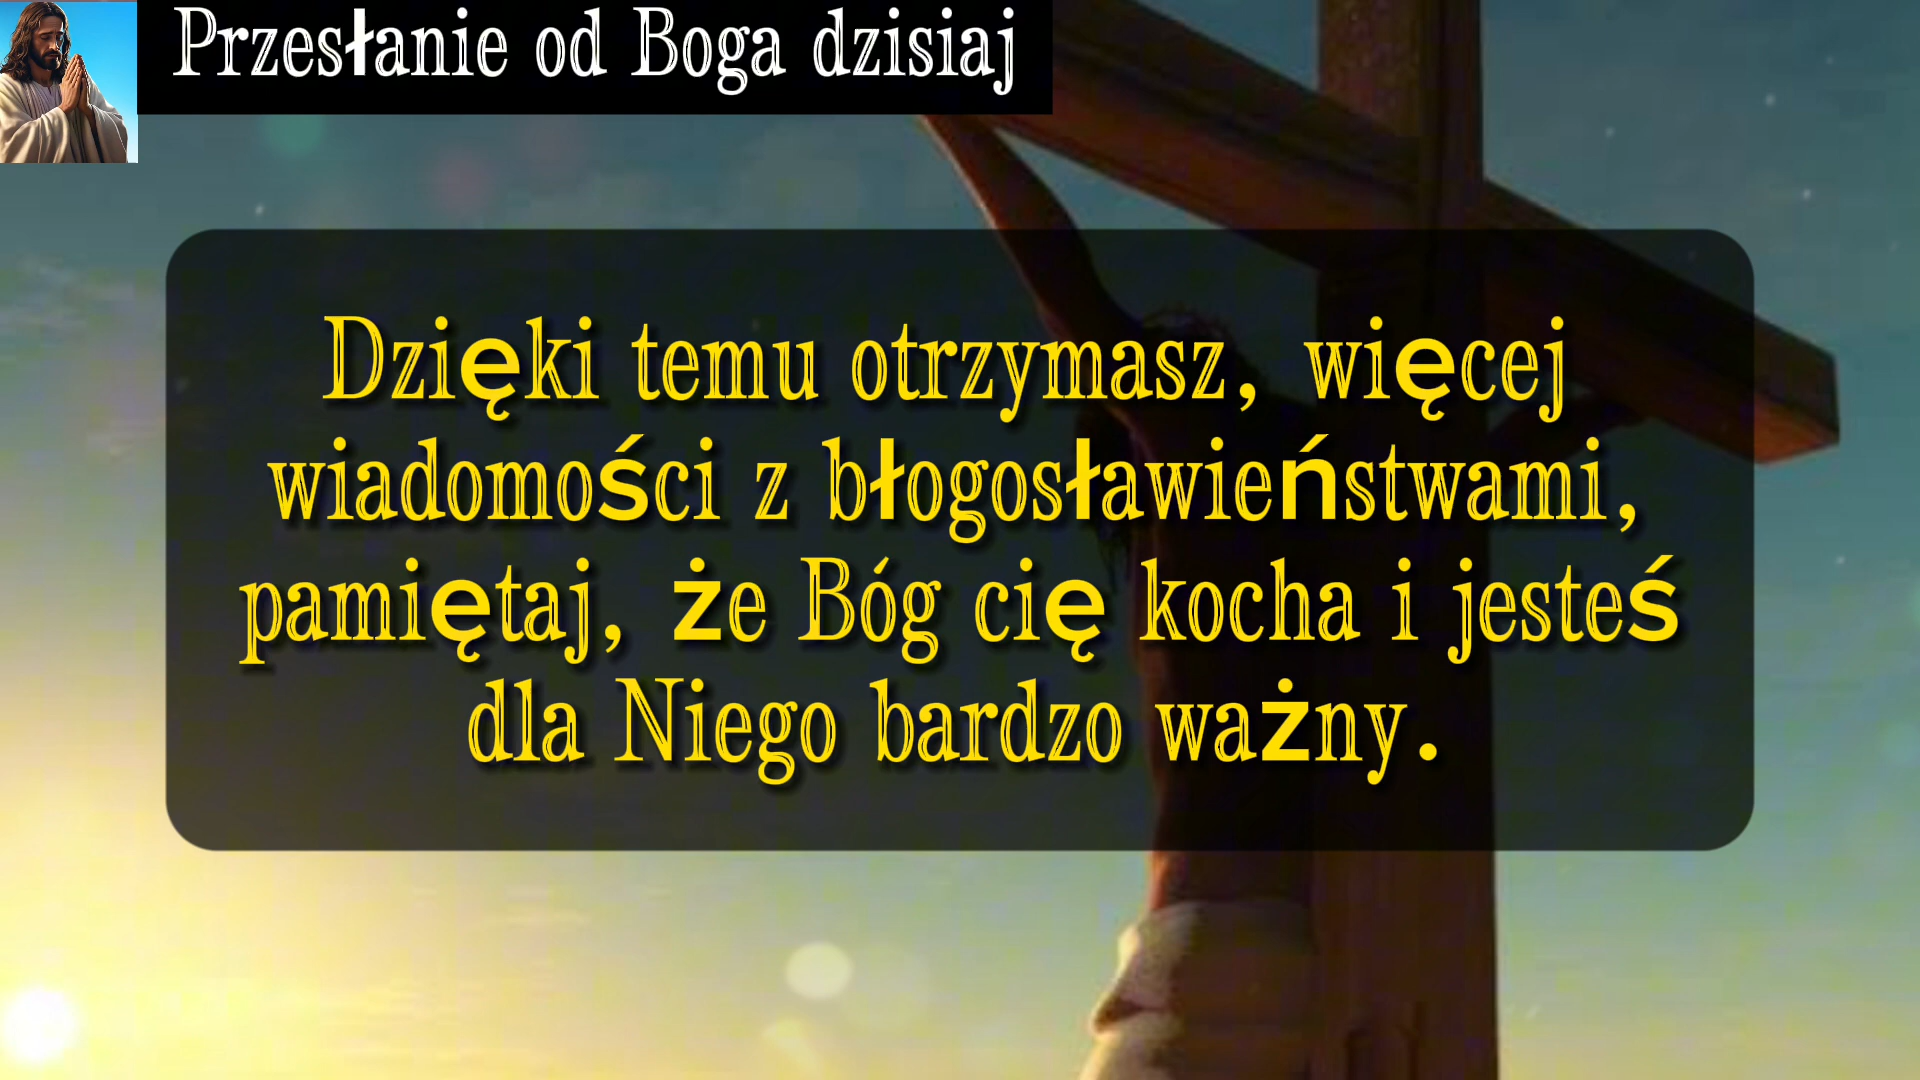 Przesłanie od Boga dzisiaj
Dzięki temu otrzymasz, więcej
wiadomości z błogosławieństwami,
pamiętaj, że Bóg cię kocha i jesteś
dla Niego bardzo ważny.